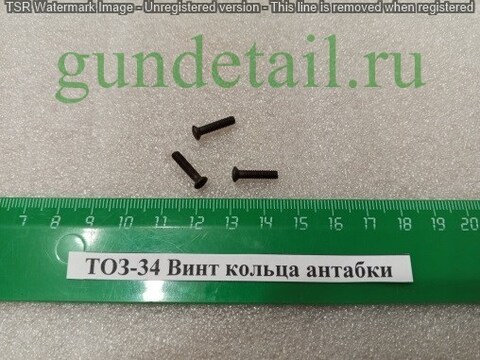 TSR Watermark Image - Unregistered version - This line is removed when registered
gundetail.ru
7 8 9 10 11 12 13 14 15 16 17 18 19 20
ТОЗ-34 Винт кольца антабки